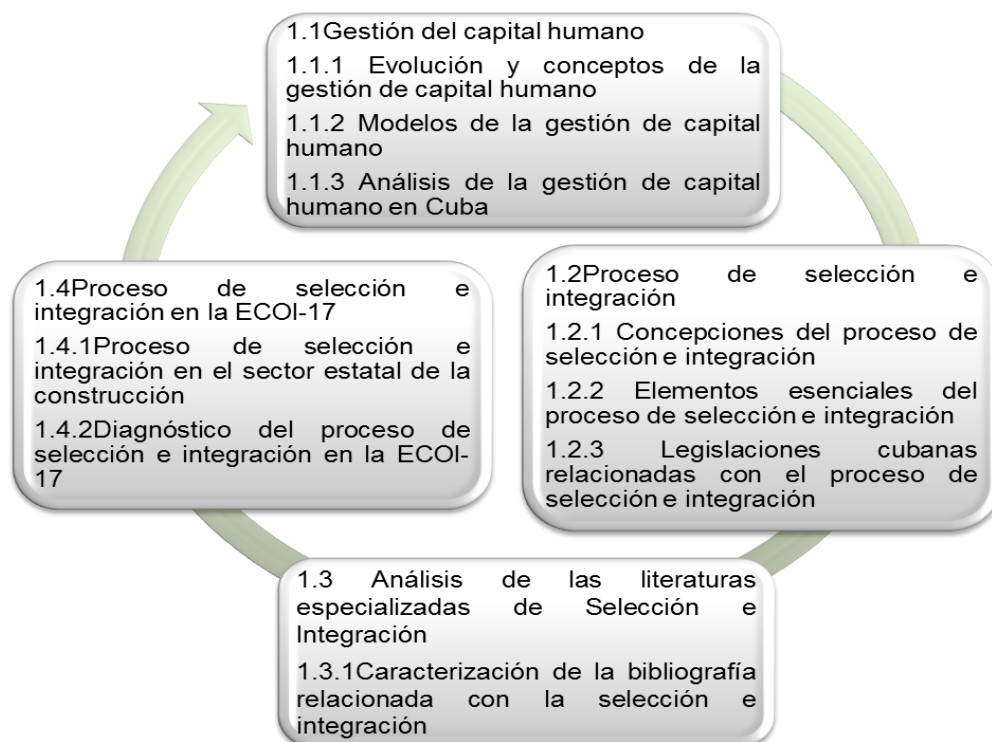 1.1Gestión del capital humano
1.1.1 Evolución y conceptos de la
gestión de capital humano
1.1.2 Modelos de la gestión de capital
humano
1.1.3 Análisis de la gestión de capital
humano en Cuba
1.2Proceso de selección e
integración
1.2.1 Concepciones del proceso de
selección e integración
1.2.2 Elementos esenciales del
proceso de selección e integración
1.2.3 Legislaciones cubanas
relacionadas con el proceso de
selección e integración
1.3 Análisis de las literaturas
especializadas de Selección e
Integración
1.3.1Caracterización de la bibliografía
relacionada con la selección e
integración
1.4Proceso de selección e
integración en la ECOI-17
1.4.1Proceso de selección e
integración en el sector estatal de la
construcción
1.4.2Diagnóstico del proceso de
selección e integración en la ECOI-
17